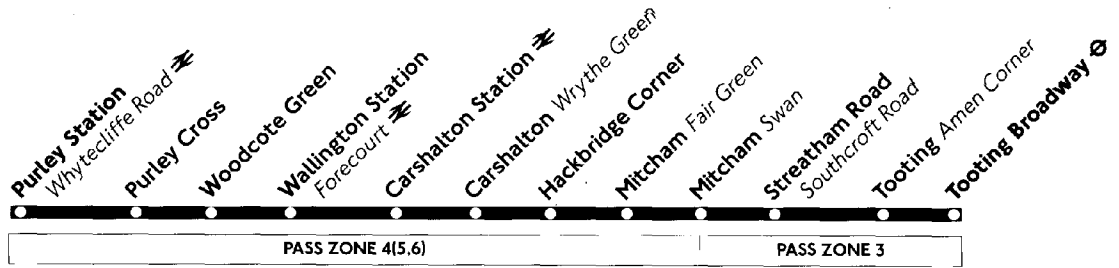 Purley Station
Whytecliffe Road
Purley Cross
Woodcote Green
Wallington Station
Forecourt
Carshalton Station
Carshalton Wrythe Green
Hackbridge Corner
Mitcham Fair Green
Mitcham Swan
Streatham Road
Southcroft Road
Tooting Amen Corner
Tooting Broadway
PASS ZONE 4(5,6)
PASS ZONE 3